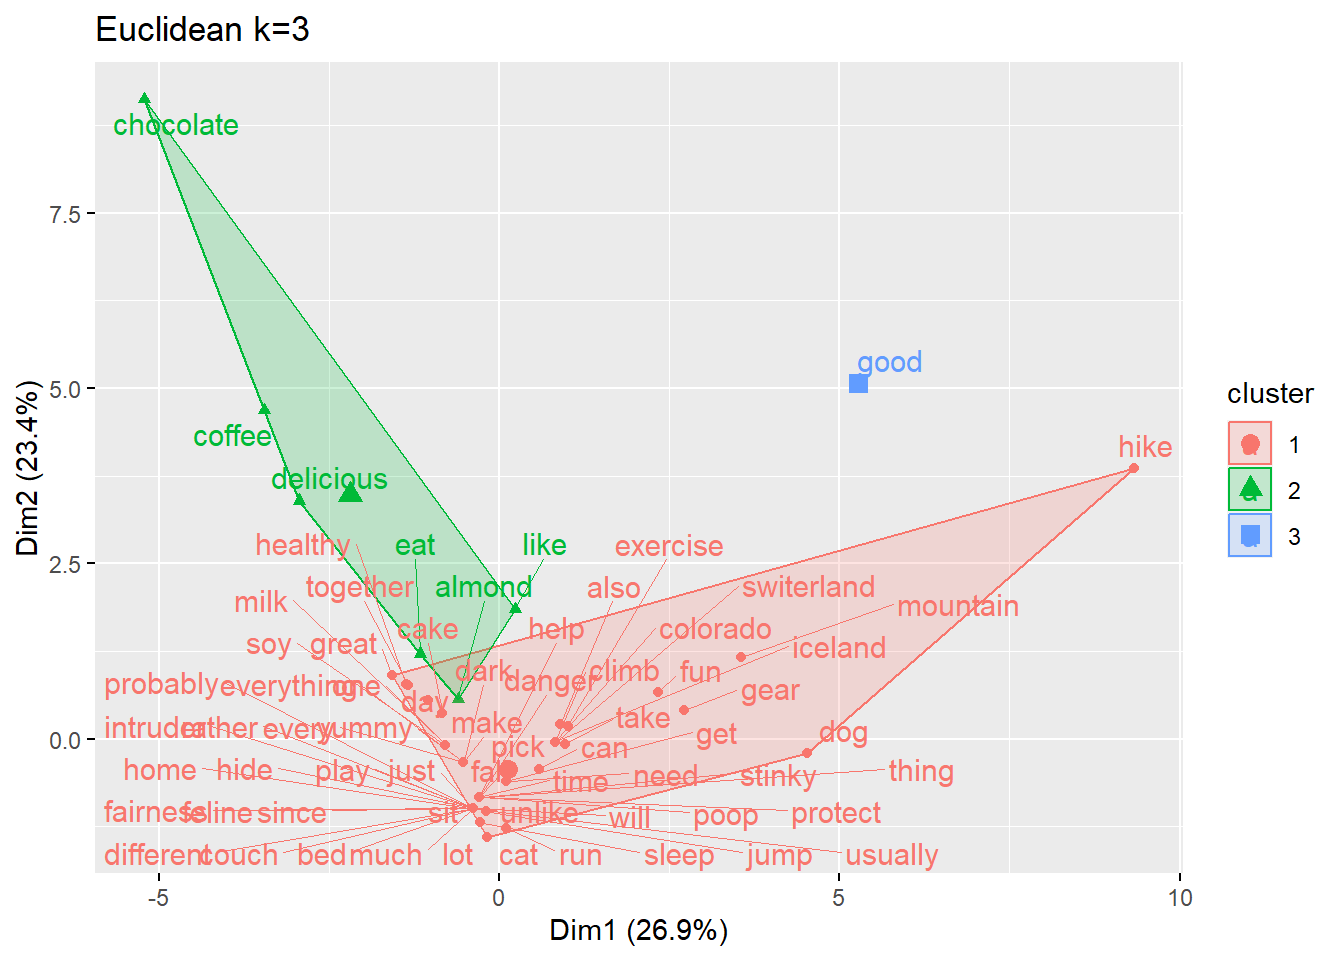 Euclidean k=3
chocolate
7.5
good
5.0
cluster
hike
1
coffee
delicious
2
Dim2 (23.4%)
3
healthy
eat
like
exercise
2.5
together
almond
also
switerland
milk
mountain
cake
help
colorado
soy
great
iceland
dark
climb
fun
probably
everything
one
danger
gear
day
take
intruder
rather
every
yummy
make
get
dog
0.0
pick
can
home
hide
play
just
fall
time
need
stinky
thing
fairness
feline
since
sit
unlike
will
poop
protect
different
couch
bed
much
lot
cat
run
sleep
jump
usually
-5
0
5
10
Dim1 (26.9%)